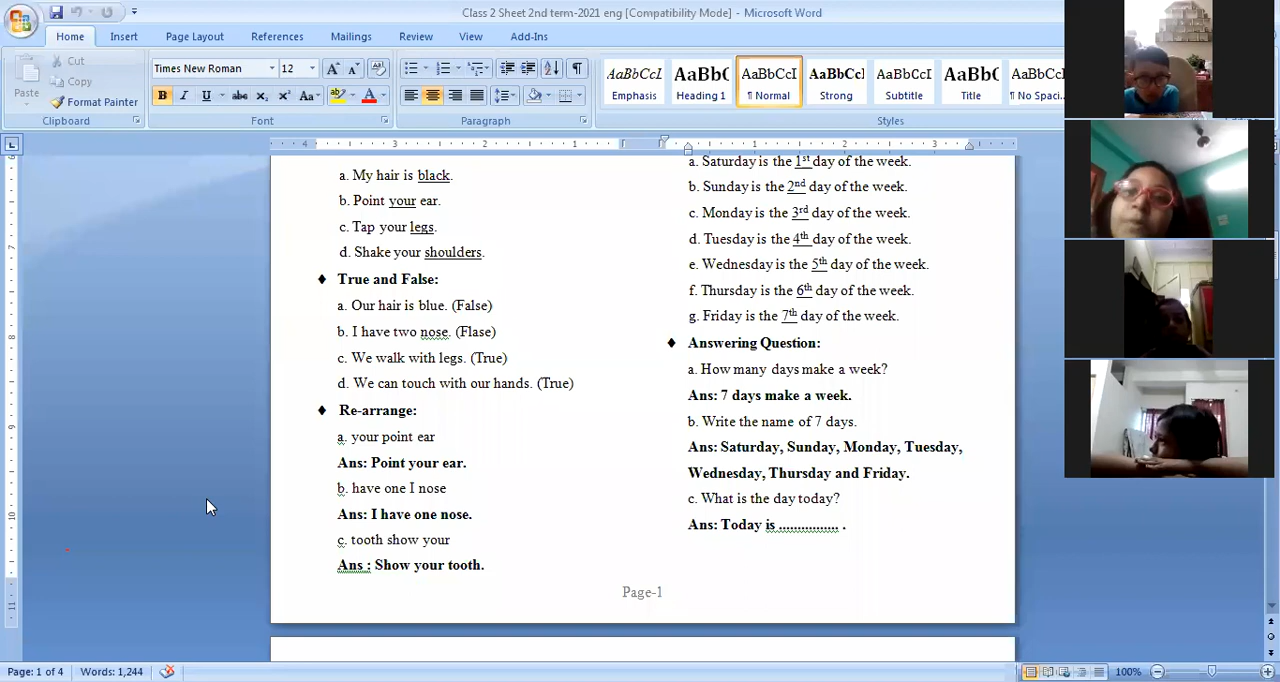 Class 2 Sheet 2nd term-2021 eng [Compatibility Mode] - Microsoft Word
Home Insert Page Layout References Mailings Review View Add-Ins
Paste
Cut
Copy
Format Painter
Clipboard
Times New Roman 12
Font
Paragraph
AaBbCcI Emphasis
AaBbC Heading 1
AaBbCcI ¶ Normal
AaBbCcI Strong
AaBbCcI Subtitle
AaBb( Title
AaBbCcI ¶ No Spaci...
Styles
a. My hair is black.
b. Point your ear.
c. Tap your legs.
d. Shake your shoulders.
♦ True and False:
a. Our hair is blue. (False)
b. I have two nose. (Flase)
c. We walk with legs. (True)
d. We can touch with our hands. (True)
♦ Re-arrange:
a. your point ear
Ans: Point your ear.
b. have one I nose
Ans: I have one nose.
c. tooth show your
Ans : Show your tooth.
a. Saturday is the 1st day of the week.
b. Sunday is the 2nd day of the week.
c. Monday is the 3rd day of the week.
d. Tuesday is the 4th day of the week.
e. Wednesday is the 5th day of the week.
f. Thursday is the 6th day of the week.
g. Friday is the 7th day of the week.
♦ Answering Question:
a. How many days make a week?
Ans: 7 days make a week.
b. Write the name of 7 days.
Ans: Saturday, Sunday, Monday, Tuesday,
Wednesday, Thursday and Friday.
c. What is the day today?
Ans: Today is ................ .
Page-1
Page: 1 of 4 Words: 1,244 100%